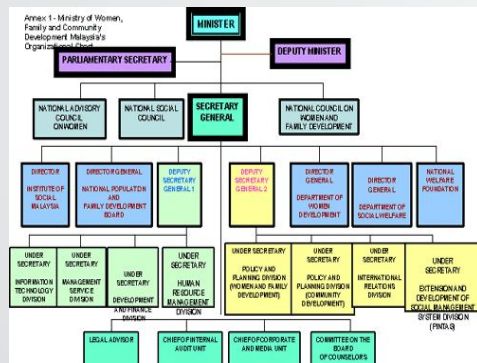 Annex 1 - Ministry of Women,
Family and Community
Development Malaysia's
Organizational Chart
MINISTER
DEPUTY MINISTER
PARLIAMENTARY SECRETARY
NATIONAL ADVISORY
COUNCIL
ON WOMEN
NATIONAL SOCIAL
COUNCIL
SECRETARY
GENERAL
NATIONAL COUNCIL ON
WOMEN AND
FAMILY DEVELOPMENT
DIRECTOR
INSTITUTE OF
SOCIAL
MALAYSIA
DIRECTOR GENERAL
NATIONAL POPULATION
AND
FAMILY DEVELOPMENT
BOARD
DEPUTY
SECRETARY
GENERAL 1
DEPUTY
SECRETARY
GENERAL 2
DIRECTOR
GENERAL
DEPARTMENT OF
WOMEN
DEVELOPMENT
DIRECTOR
GENERAL
DEPARTMENT OF
SOCIAL WELFARE
NATIONAL
WELFARE
FOUNDATION
UNDER
SECRETARY
INFORMATION
TECHNOLOGY
DIVISION
UNDER
SECRETARY
MANAGEMENT
SERVICE
DIVISION
UNDER
SECRETARY
DEVELOPMENT
AND FINANCE DIVISION
UNDER
SECRETARY
HUMAN
RESOURCE
MANAGEMENT
DIVISION
UNDER SECRETARY
POLICY AND
PLANNING DIVISION
(WOMEN AND FAMILY
DEVELOPMENT)
UNDER SECRETARY
POLICY AND
PLANNING DIVISION
(COMMUNITY
DEVELOPMENT)
UNDER
SECRETARY
INTERNATIONAL
RELATIONS
DIVISION
UNDER
SECRETARY
EXTENSION AND
DEVELOPMENT OF
SOCIAL MANAGEMENT
SYSTEM DIVISION
(PINTAS)
LEGAL ADVISOR
CHIEF OF INTERNAL
AUDIT UNIT
CHIEF OF CORPORATE
AND MEDIA UNIT
COMMITTEE ON THE
BOARD
OF COUNSELORS